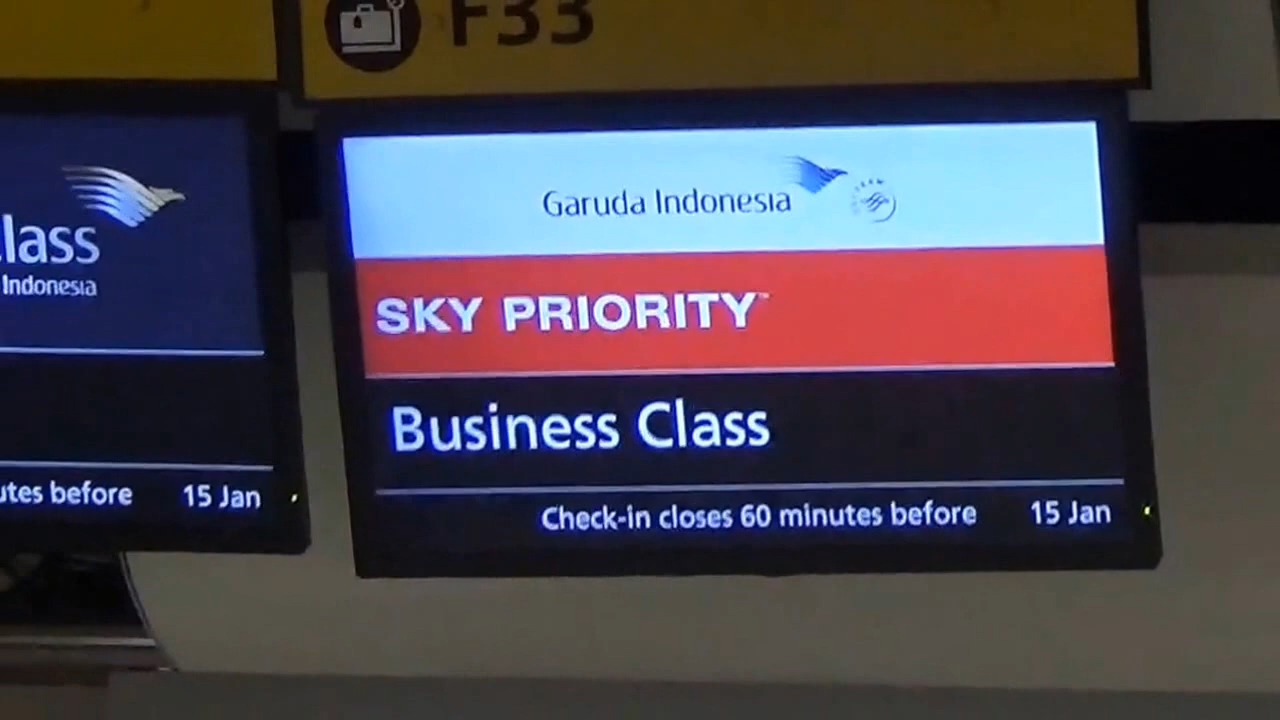 F33
lass
Indonesia
utes before 15 Jan
Garuda Indonesia
SKY PRIORITY™
Business Class
Check-in closes 60 minutes before 15 Jan